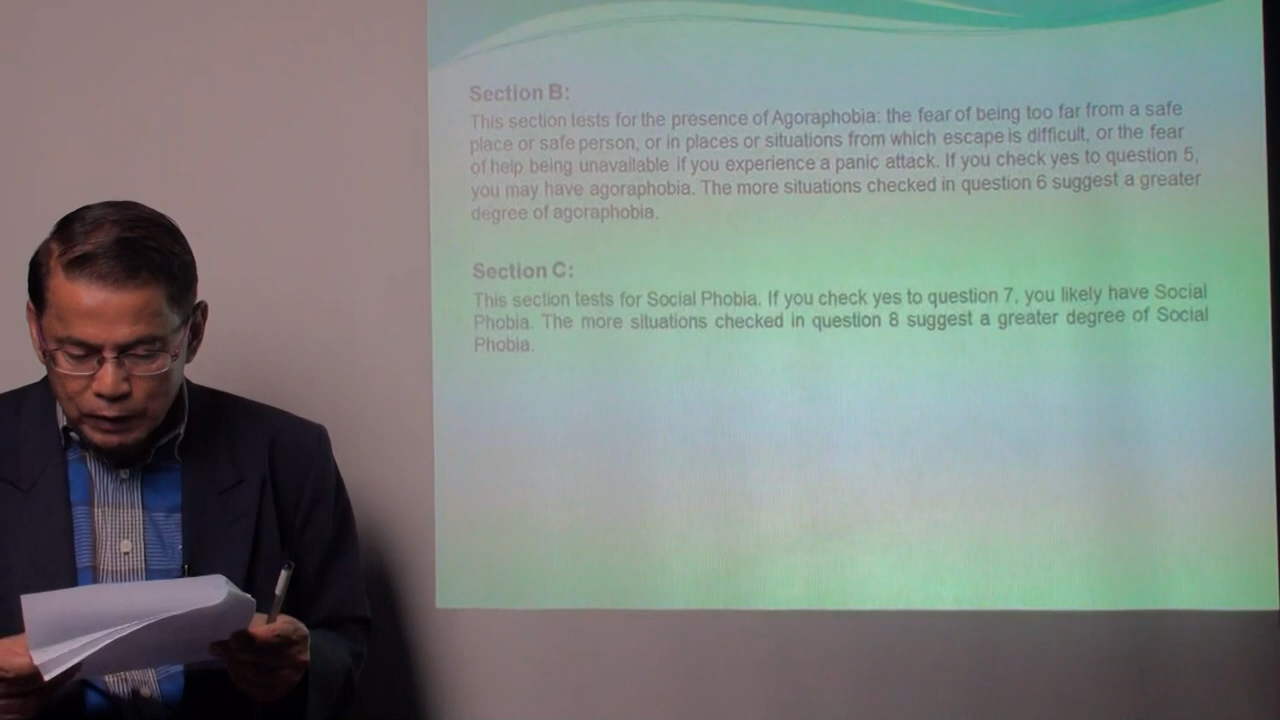 Section B:
This section tests for the presence of Agoraphobia: the fear of being too far from a safe
place or safe person, or in places or situations from which escape is difficult, or the fear
of help being unavailable if you experience a panic attack. If you check yes to question 5,
you may have agoraphobia. The more situations checked in question 6 suggest a greater
degree of agoraphobia.
Section C:
This section tests for Social Phobia. If you check yes to question 7, you likely have Social
Phobia. The more situations checked in question 8 suggest a greater degree of Social
Phobia.